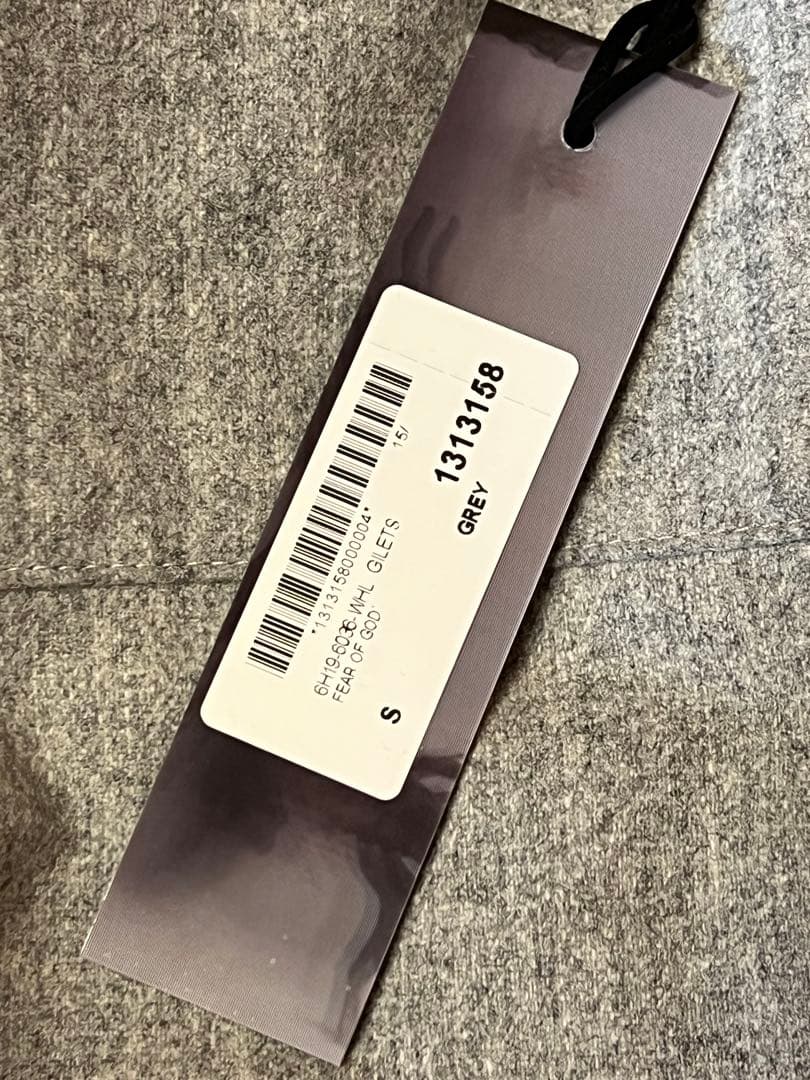 *1313158000004*
15/
6H19-6036-WHL GILETS
FEAR OF GOD
1313158
GREY
S